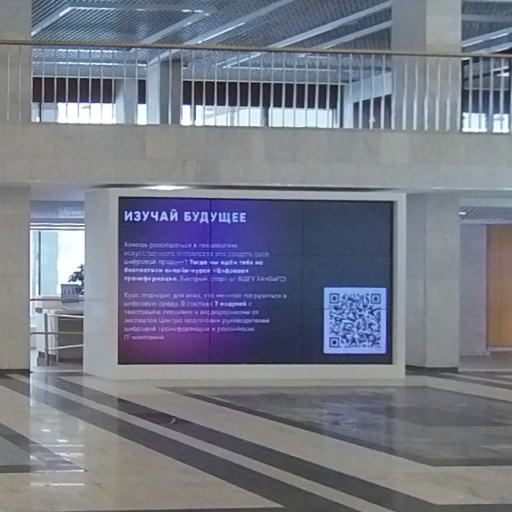 ИЗУЧАЙ БУДУЩЕЕ
Хочешь разобраться в технологиях
искусственного интеллекта или создать свой
цифровой продукт? Тогда мы ждём тебя на
бесплатном онлайн-курсе «Цифровая
трансформация. Быстрый старт от ВШГУ РАНХиГС»
Курс подходит для всех, кто мечтает погрузиться в
цифровую среду. В составе 7 модулей с
текстовыми лекциями и видеороликами от
экспертов Центра подготовки руководителей
цифровой трансформации и российских
IT-компаний.